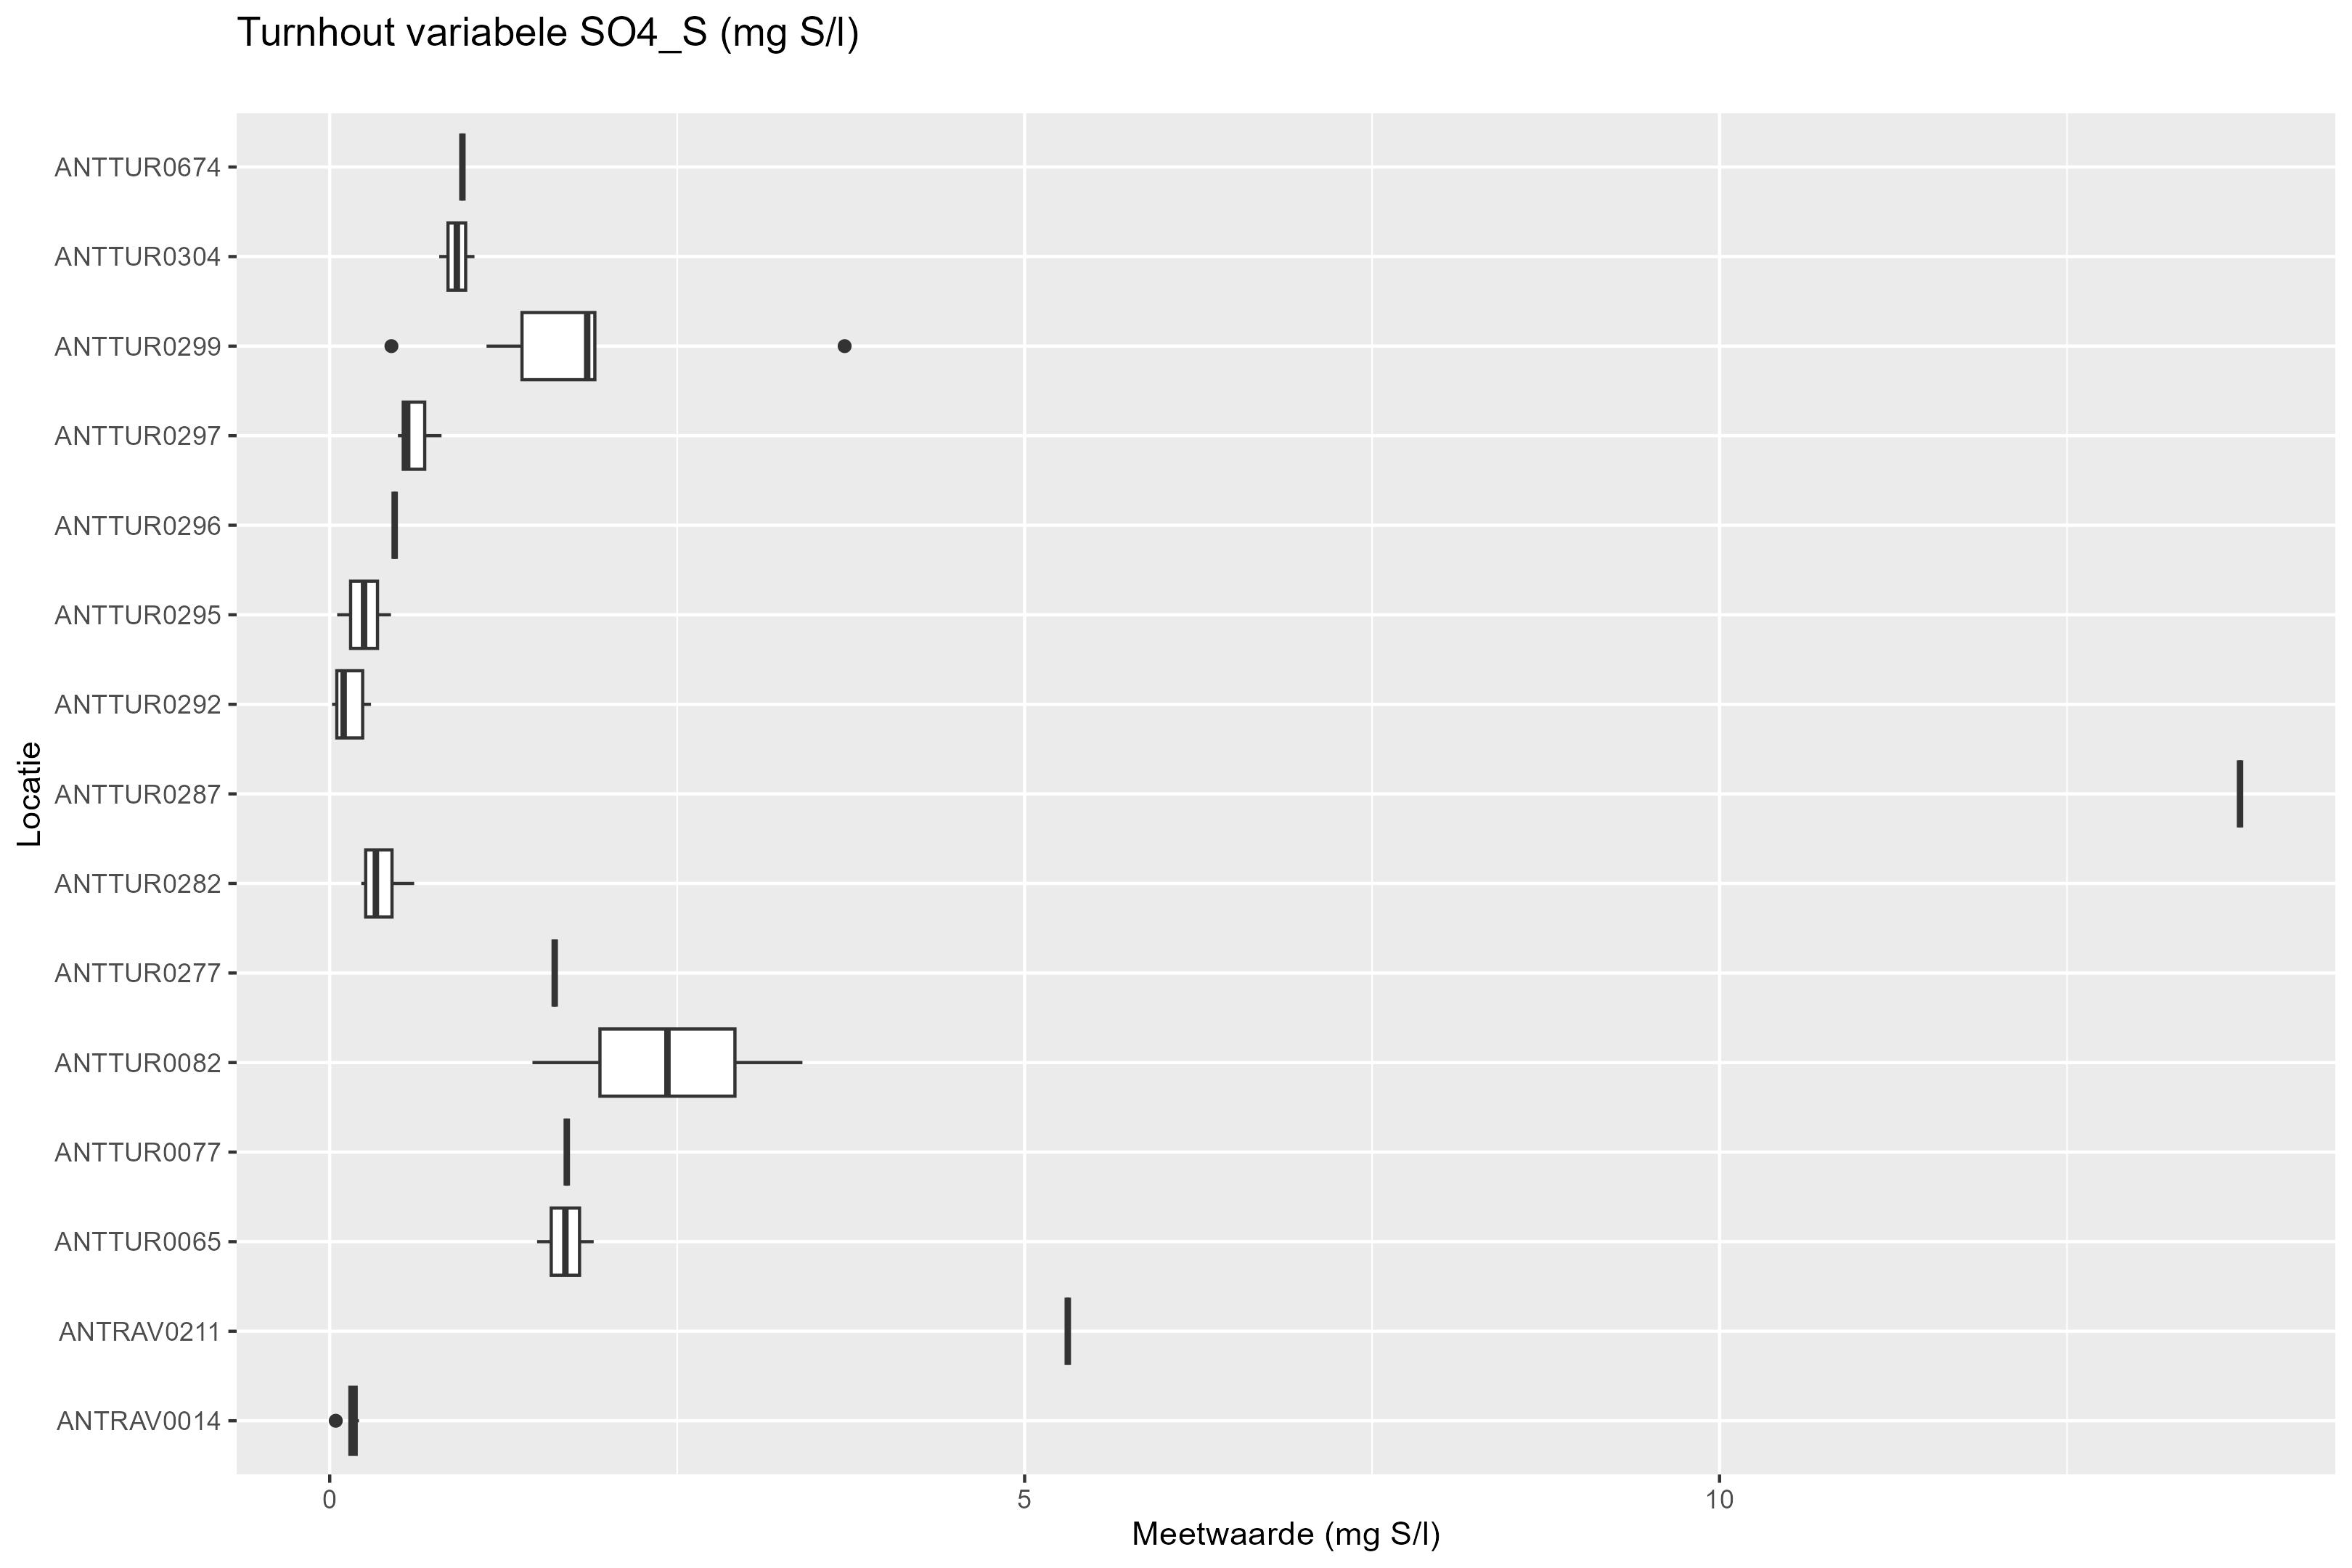 Turnhout variabele SO4_S (mg S/l)
ANTTUR0674
ANTTUR0304
ANTTUR0299
ANTTUR0297
ANTTUR0296
ANTTUR0295
ANTTUR0292
ANTTUR0287
ANTTUR0282
ANTTUR0277
ANTTUR0082
ANTTUR0077
ANTTUR0065
ANTRAV0211
ANTRAV0014
Locatie
0 5 10
Meetwaarde (mg S/l)